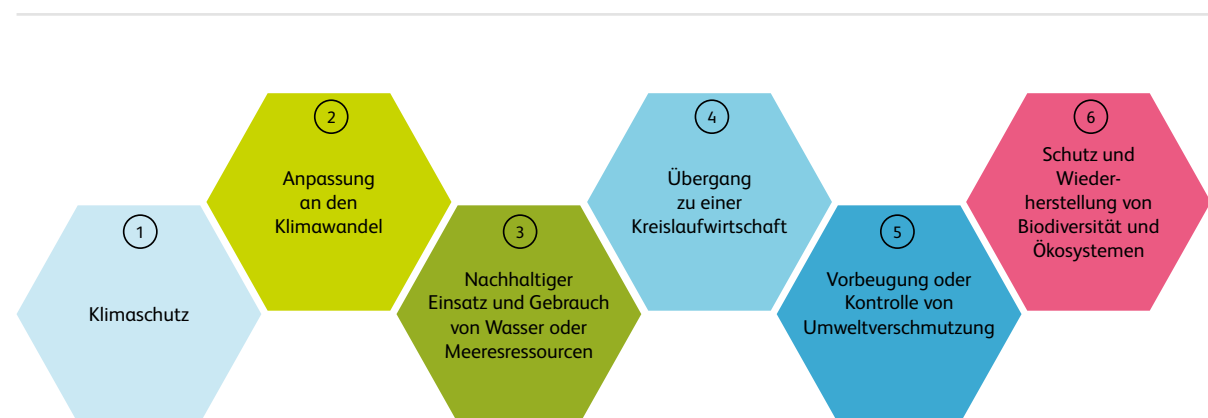 1
Klimaschutz
2
Anpassung
an den
Klimawandel
3
Nachhaltiger
Einsatz und Gebrauch
von Wasser oder
Meeresressourcen
4
Übergang
zu einer
Kreislaufwirtschaft
5
Vorbeugung oder
Kontrolle von
Umweltverschmutzung
6
Schutz und
Wieder-
herstellung von
Biodiversität und
Ökosystemen